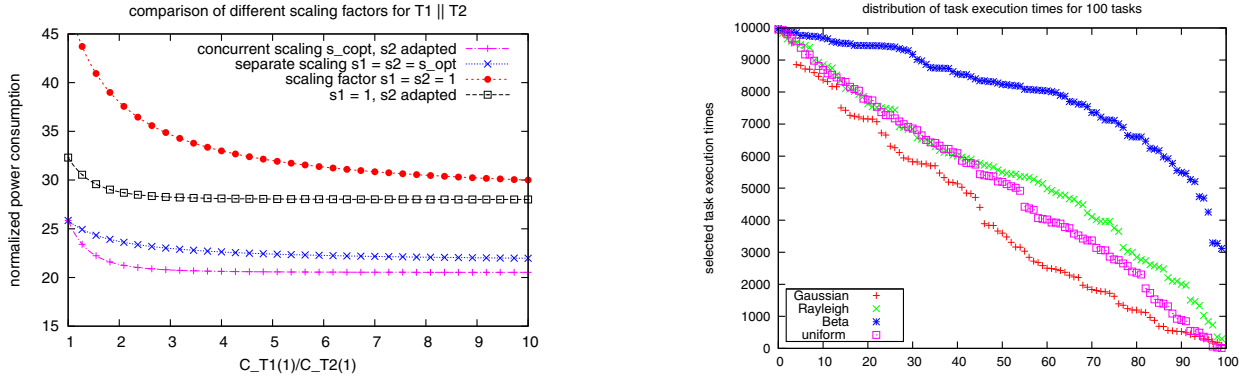 comparison of different scaling factors for T1 || T2
normalized power consumption
45
40
35
30
25
20
15
concurrent scaling s_copt, s2 adapted
separate scaling s1 = s2 = s_opt
scaling factor s1 = s2 = 1
s1 = 1, s2 adapted
1 2 3 4 5 6 7 8 9 10
C_T1(1)/C_T2(1)
distribution of task execution times for 100 tasks
selected task execution times
10000
9000
8000
7000
6000
5000
4000
3000
2000
1000
0
Gaussian
Rayleigh
Beta
uniform
0 10 20 30 40 50 60 70 80 90 100